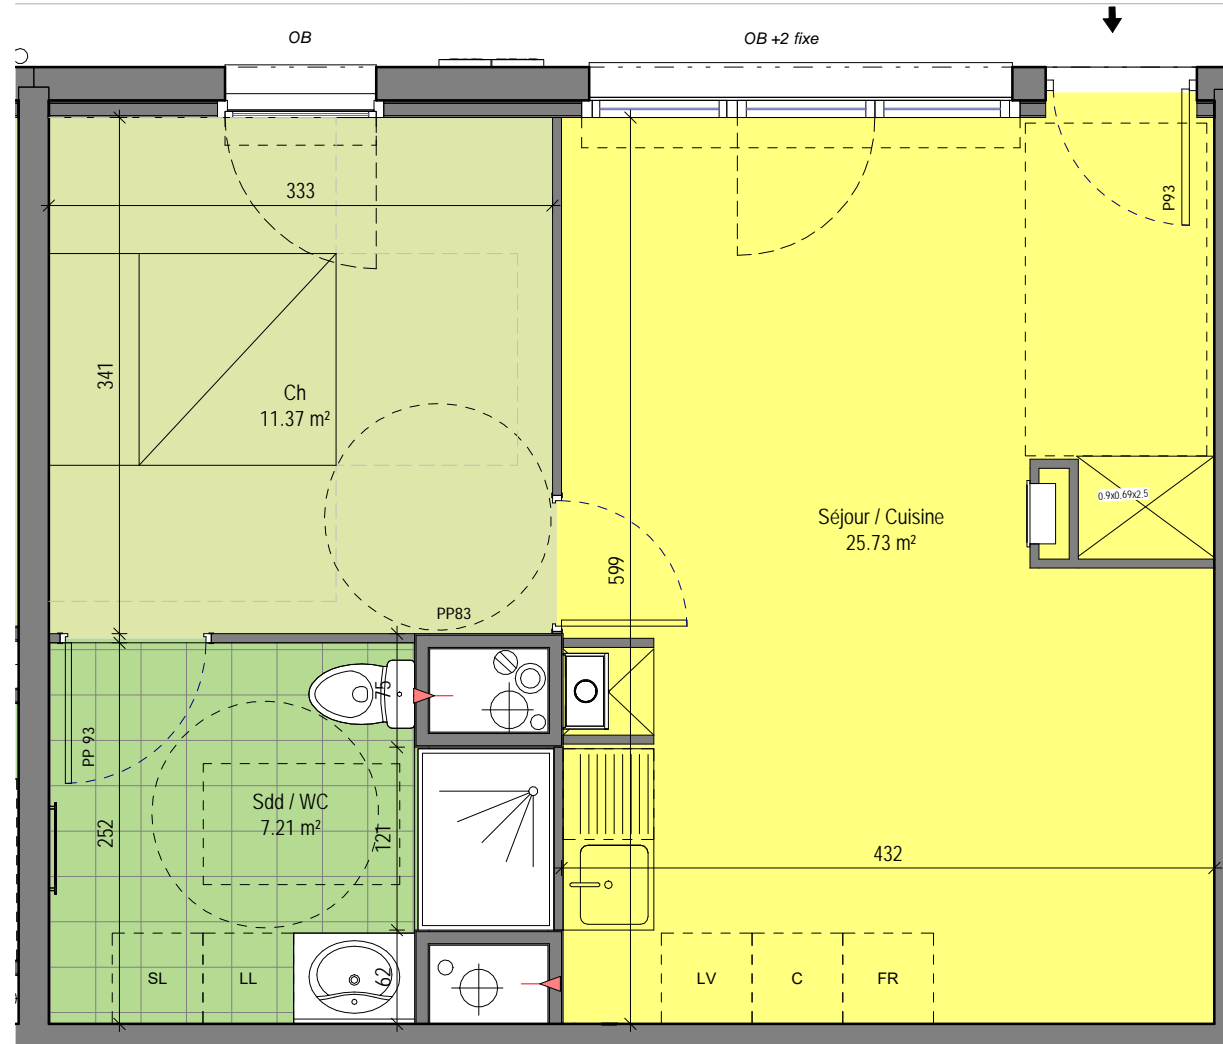 OB
OB +2 fixe
333
P93
341
Ch
11.37 m²
0.9x0.69x2.5
Séjour / Cuisine
25.73 m²
599
PP83
75
PP 93
Sdd / WC
7.21 m²
252
121
432
62
SL
LL
LV
C
FR